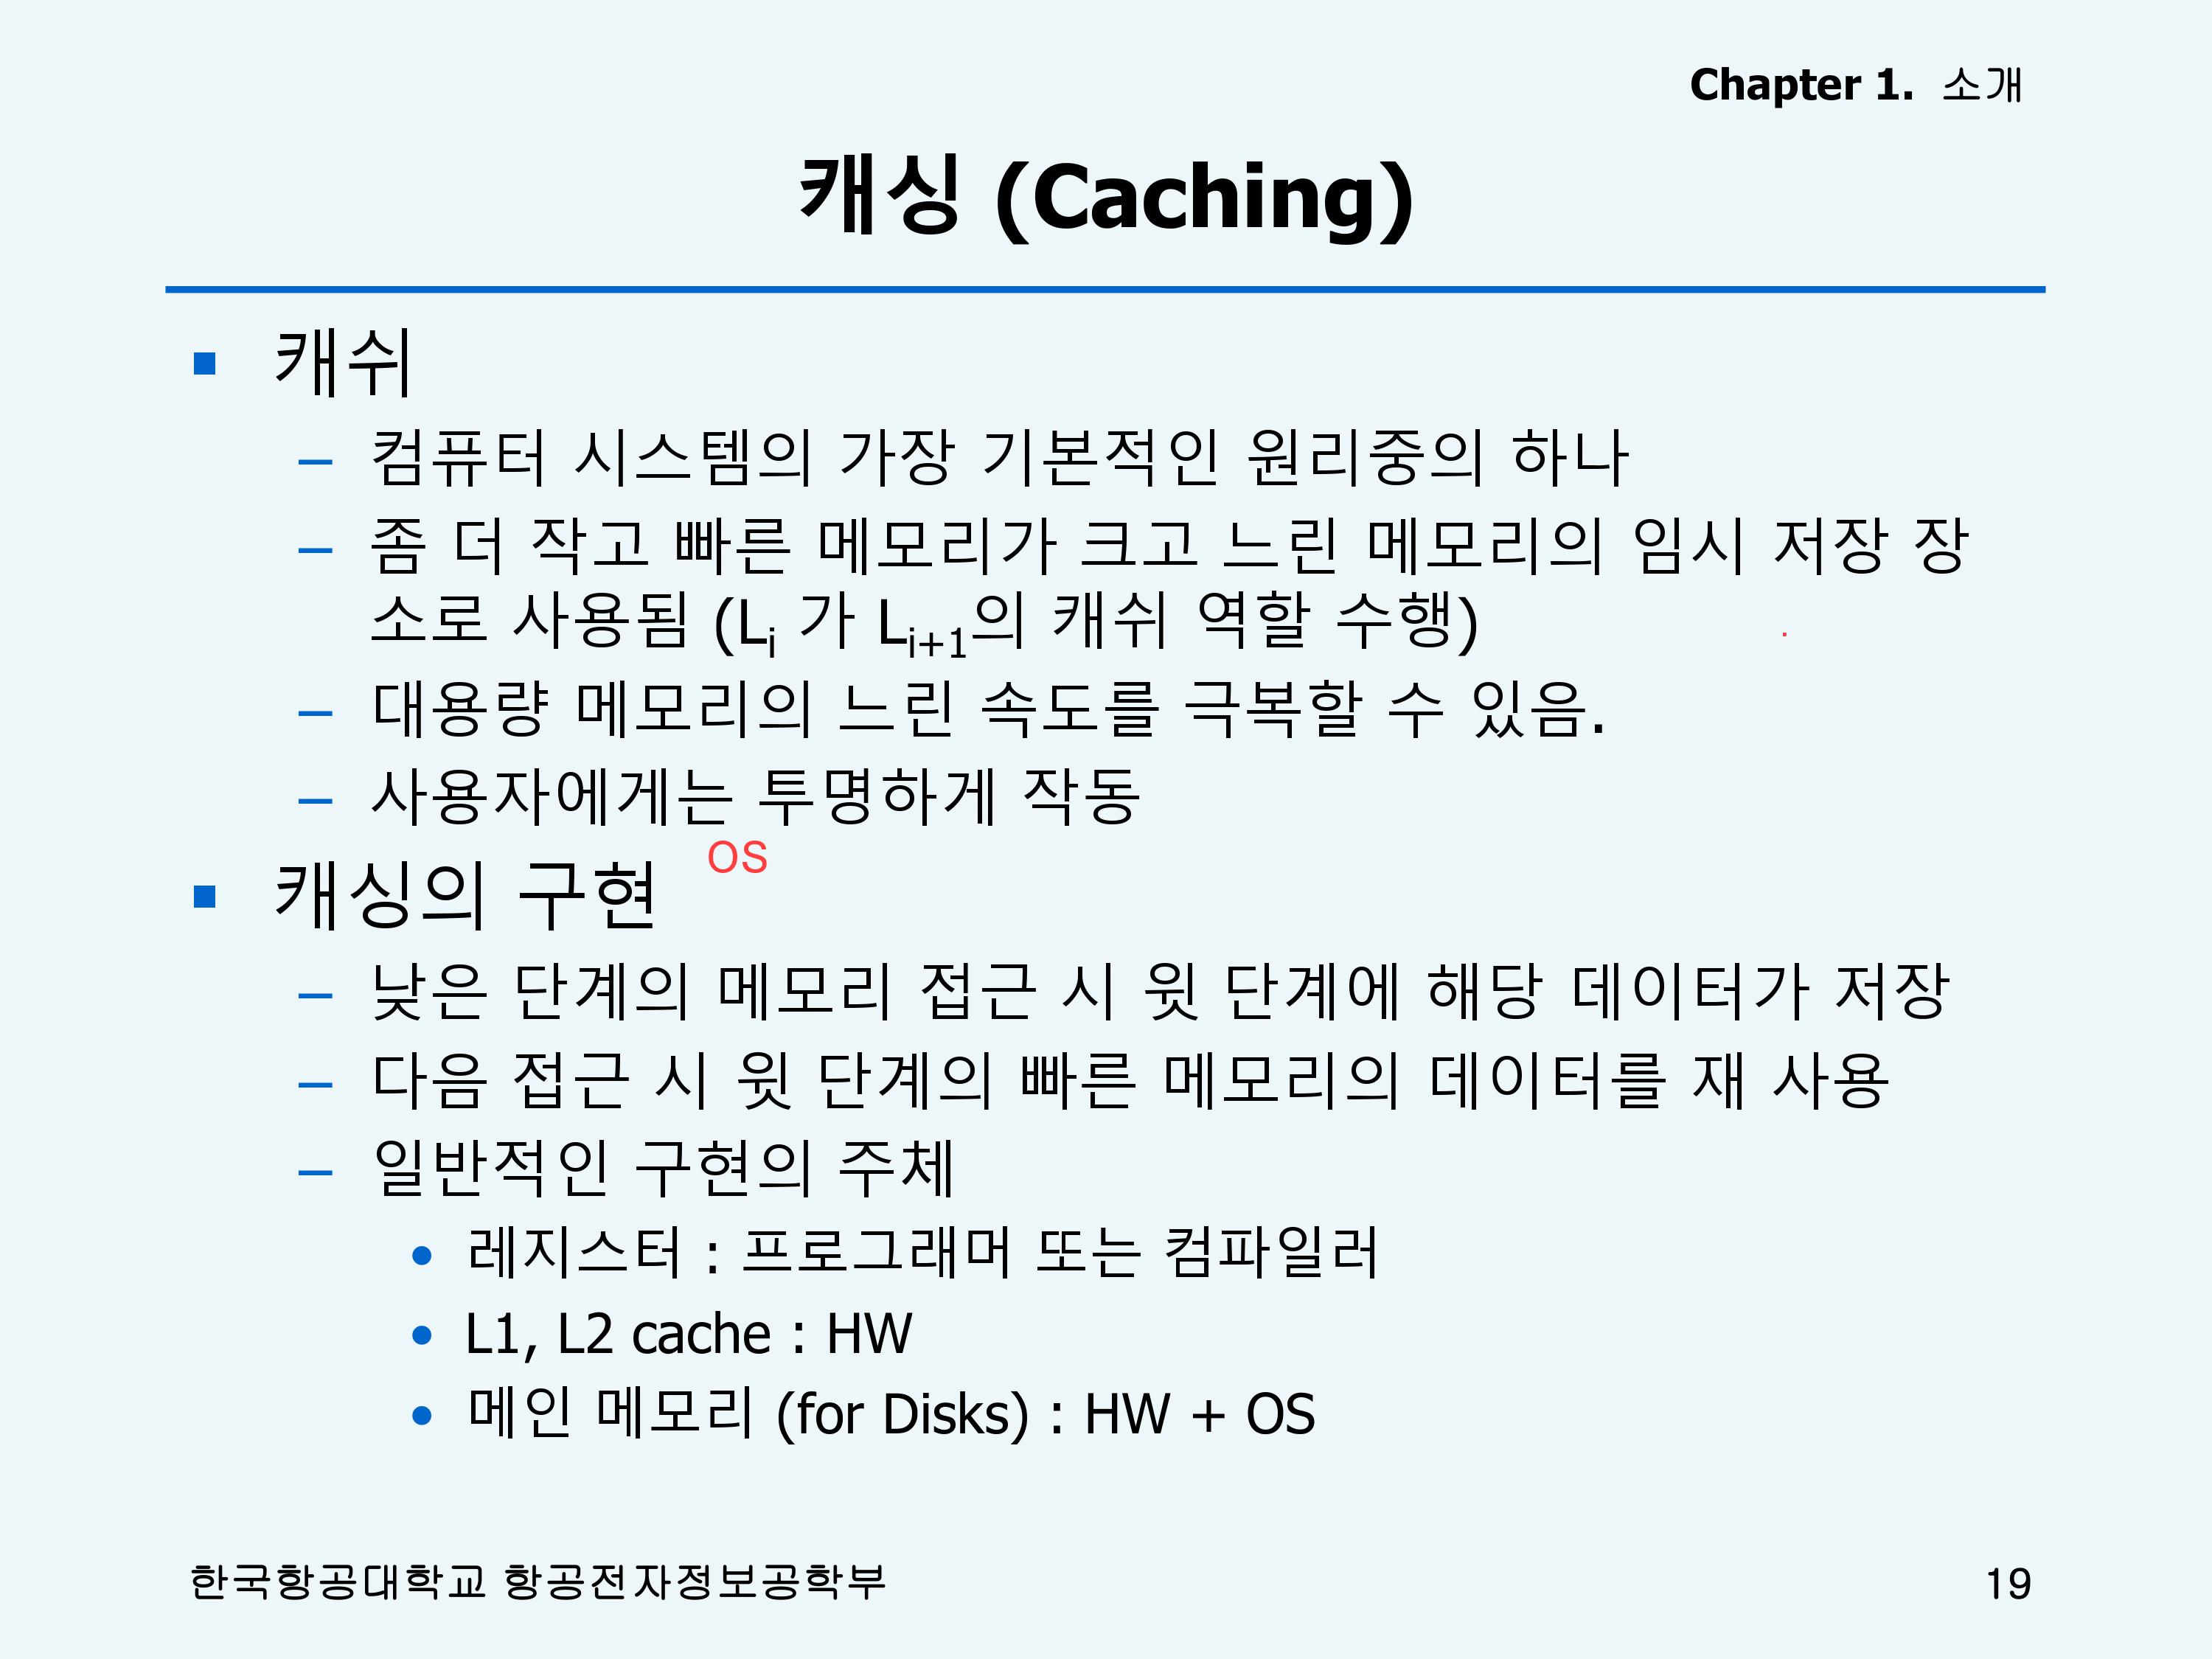 Chapter 1. 소개
캐싱 (Caching)
캐쉬
– 컴퓨터 시스템의 가장 기본적인 원리중의 하나
– 좀 더 작고 빠른 메모리가 크고 느린 메모리의 임시 저장 장
소로 사용됨 (Li 가 Li+1의 캐쉬 역할 수행)
– 대용량 메모리의 느린 속도를 극복할 수 있음.
– 사용자에게는 투명하게 작동
OS
캐싱의 구현
– 낮은 단계의 메모리 접근 시 윗 단계에 해당 데이터가 저장
– 다음 접근 시 윗 단계의 빠른 메모리의 데이터를 재 사용
– 일반적인 구현의 주체
• 레지스터 : 프로그래머 또는 컴파일러
• L1, L2 cache : HW
• 메인 메모리 (for Disks) : HW + OS
한국항공대학교 항공전자정보공학부
19